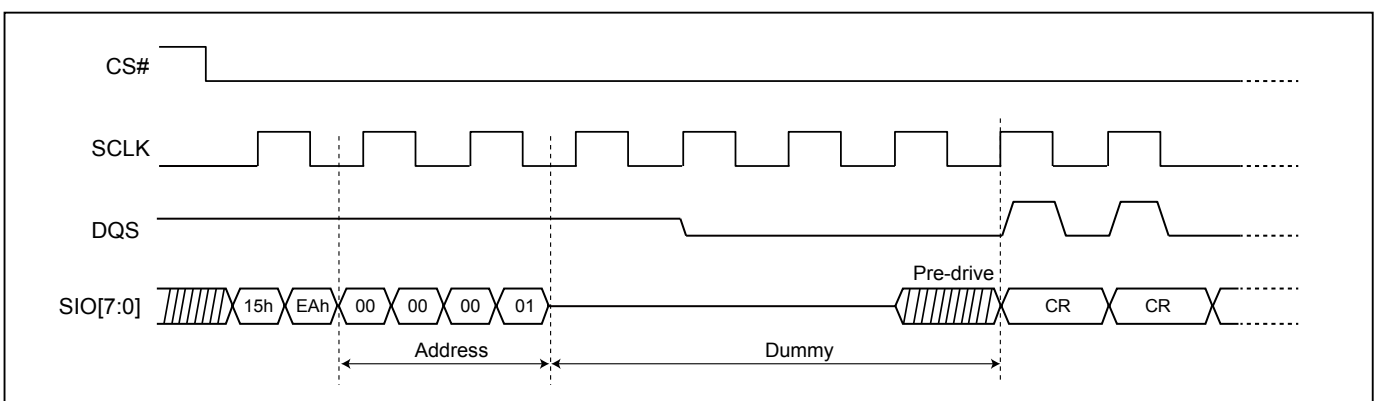 CS#
SCLK
DQS
Pre-drive
SIO[7:0] 15h EAh 00 00 00 01 CR CR
Address Dummy